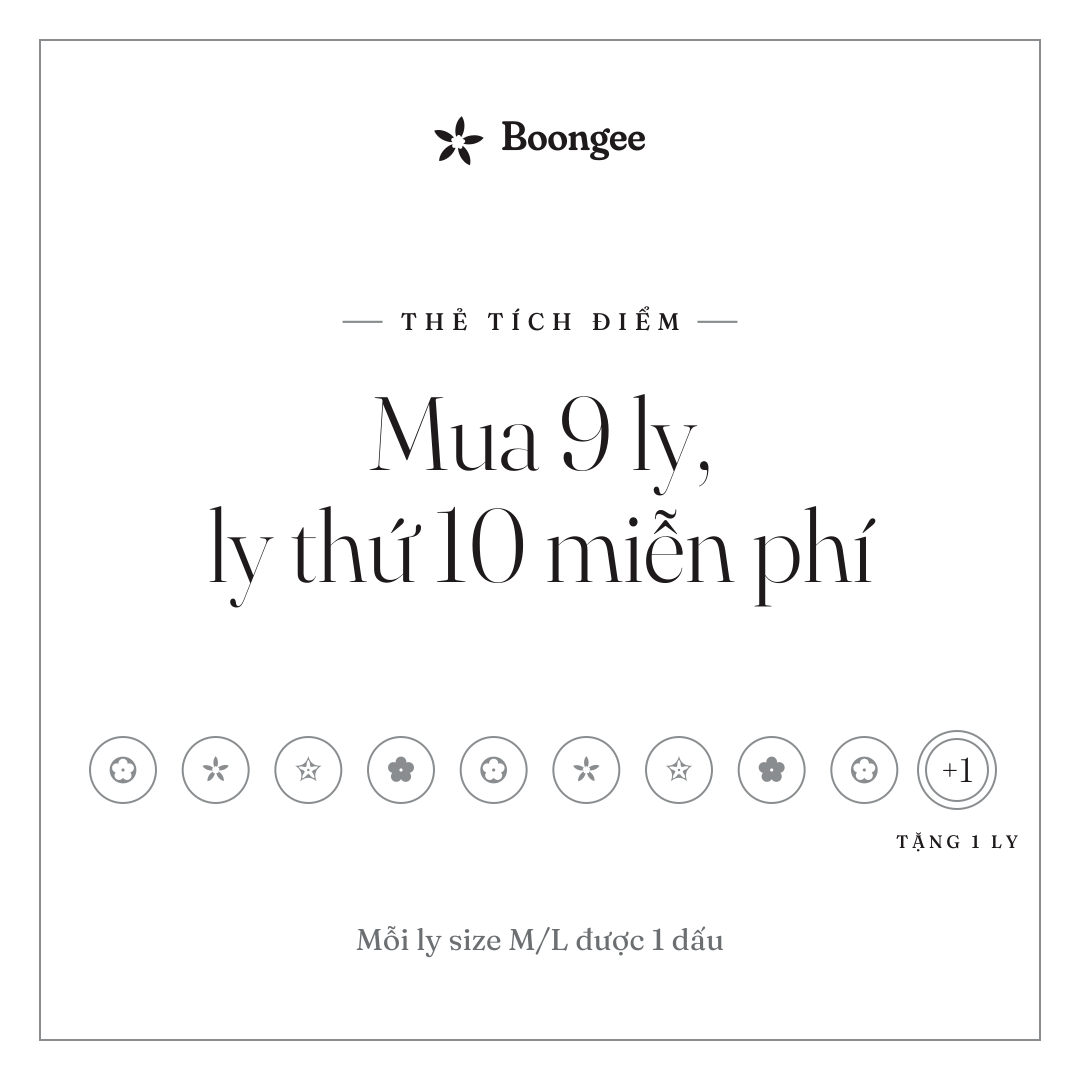 Boongee
THẺ TÍCH ĐIỂM
Mua 9 ly,
ly thứ 10 miễn phí
+1
TẶNG 1 LY
Mỗi ly size M/L được 1 dấu